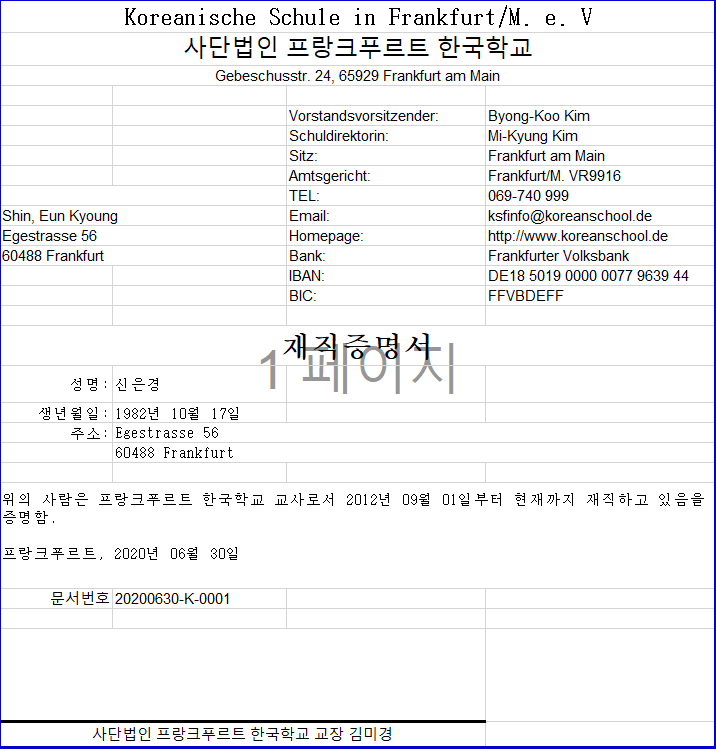 Koreanische Schule in Frankfurt/M. e. V
사단법인 프랑크푸르트 한국학교
Gebeschusstr. 24, 65929 Frankfurt am Main
Vorstandsvorsitzender: Byong-Koo Kim
Schuldirektorin: Mi-Kyung Kim
Sitz: Frankfurt am Main
Amtsgericht: Frankfurt/M. VR9916
TEL: 069-740 999
Shin, Eun Kyoung Email: ksfinfo@koreanschool.de
Egestrasse 56 Homepage: http://www.koreanschool.de
60488 Frankfurt Bank: Frankfurter Volksbank
IBAN: DE18 5019 0000 0077 9639 44
BIC: FFVBDEFF
재직증명서
1 페이지
성명: 신은경
생년월일: 1982년 10월 17일
주소: Egestrasse 56
60488 Frankfurt
위의 사람은 프랑크푸르트 한국학교 교사로서 2012년 09월 01일부터 현재까지 재직하고 있음을
증명함.
프랑크푸르트, 2020년 06월 30일
문서번호 20200630-K-0001
사단법인 프랑크푸르트 한국학교 교장 김미경